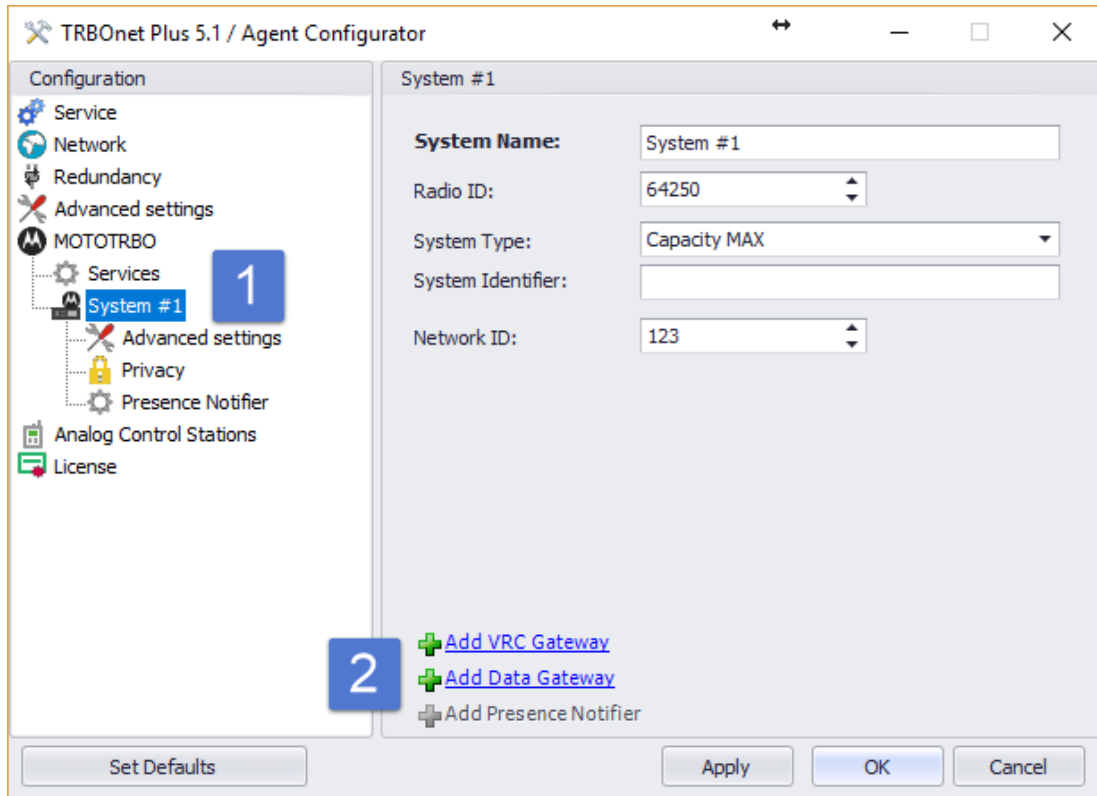 TRBOnet Plus 5.1 / Agent Configurator
Configuration
Service
Network
Redundancy
Advanced settings
MOTOTRBO
Services
1
System #1
Advanced settings
Privacy
Presence Notifier
Analog Control Stations
License
System #1
System Name: System #1
Radio ID: 64250
System Type: Capacity MAX
System Identifier:
Network ID: 123
2
Add VRC Gateway
Add Data Gateway
Add Presence Notifier
Set Defaults Apply OK Cancel